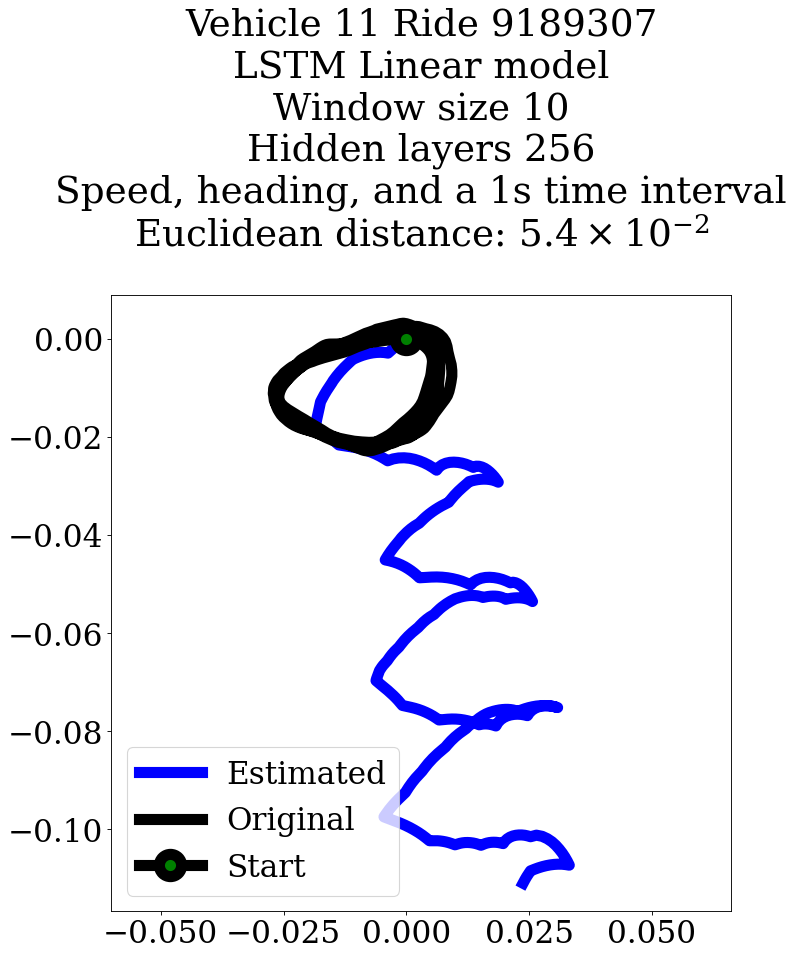 Vehicle 11 Ride 9189307
LSTM Linear model
Window size 10
Hidden layers 256
Speed, heading, and a 1s time interval
Euclidean distance: 5.4 × 10⁻²
0.00
−0.02
−0.04
−0.06
−0.08
−0.10
Estimated
Original
Start
−0.050 −0.025 0.000 0.025 0.050